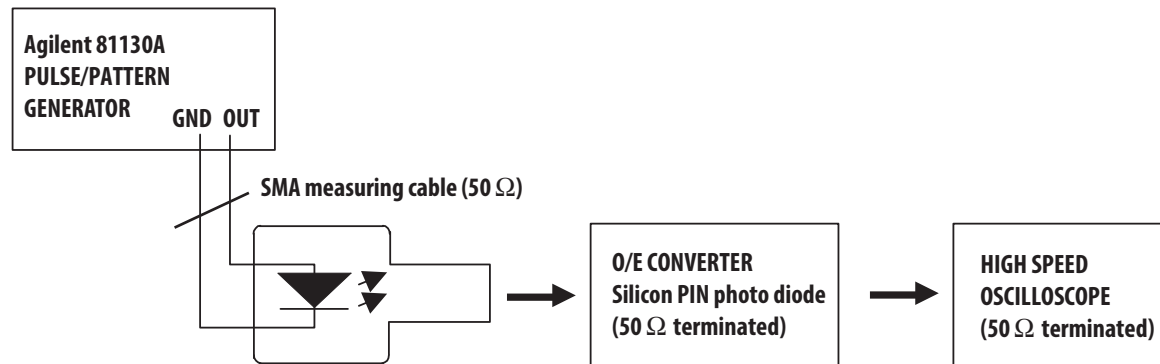 Agilent 81130A
PULSE/PATTERN
GENERATOR
GND OUT
SMA measuring cable (50 Ω)
O/E CONVERTER
Silicon PIN photo diode
(50 Ω terminated)
HIGH SPEED
OSCILLOSCOPE
(50 Ω terminated)